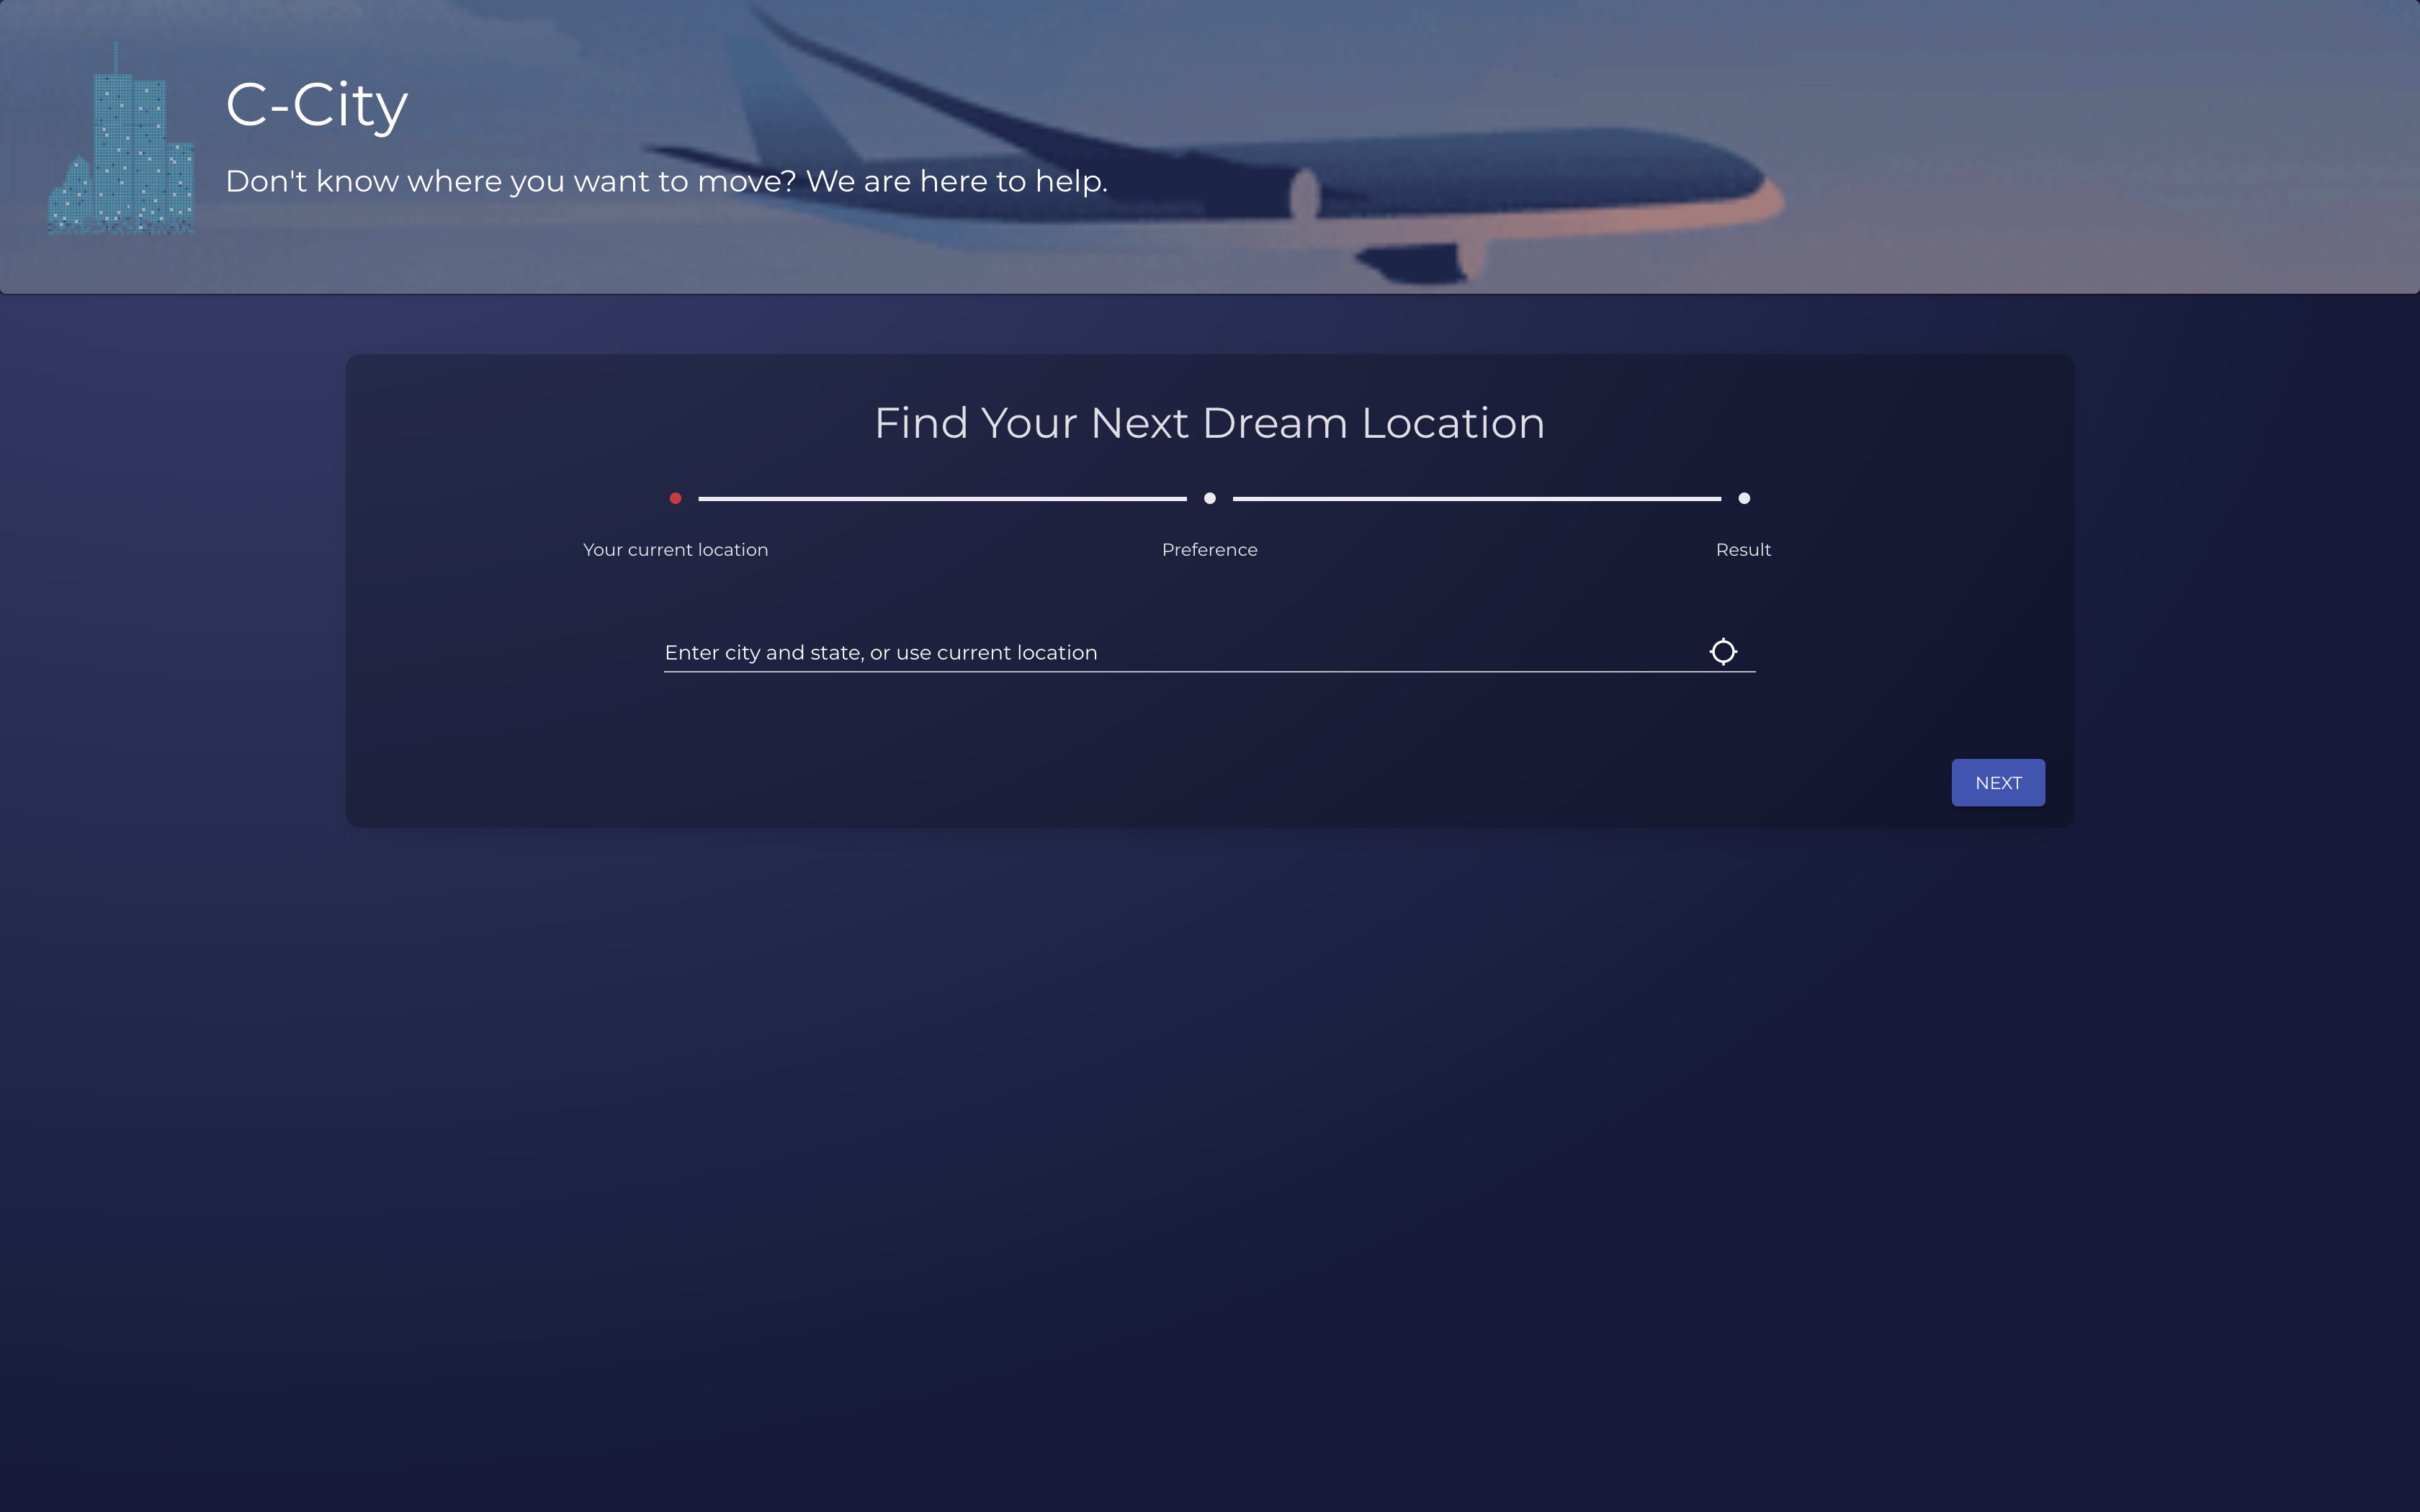 C-City
Don't know where you want to move? We are here to help.
Find Your Next Dream Location
Your current location
Preference
Result
Enter city and state, or use current location
NEXT